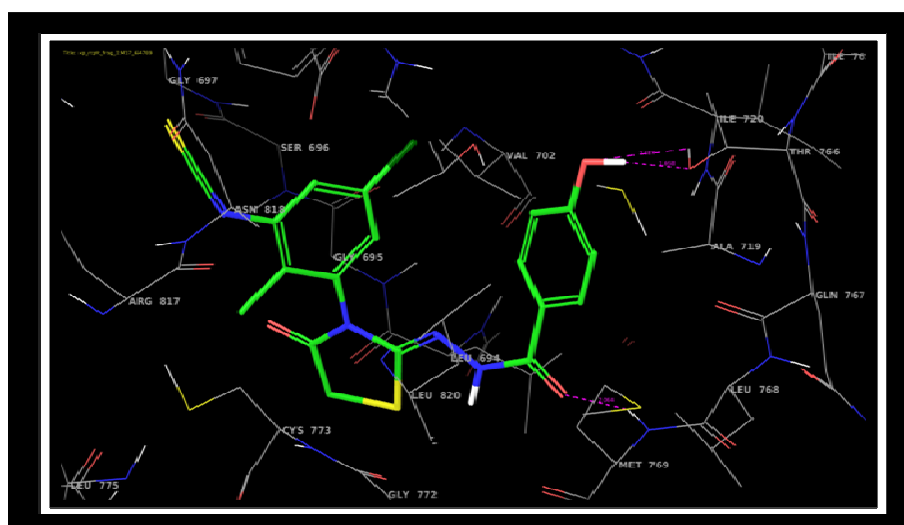 GLY 697
ILE 720
SER 696
VAL 702
THR 766
ASN 818
GLY 695
ALA 719
ARG 817
GLN 767
LEU 694
LEU 768
LEU 820
CYS 773
MET 769
LEU 775
GLY 772